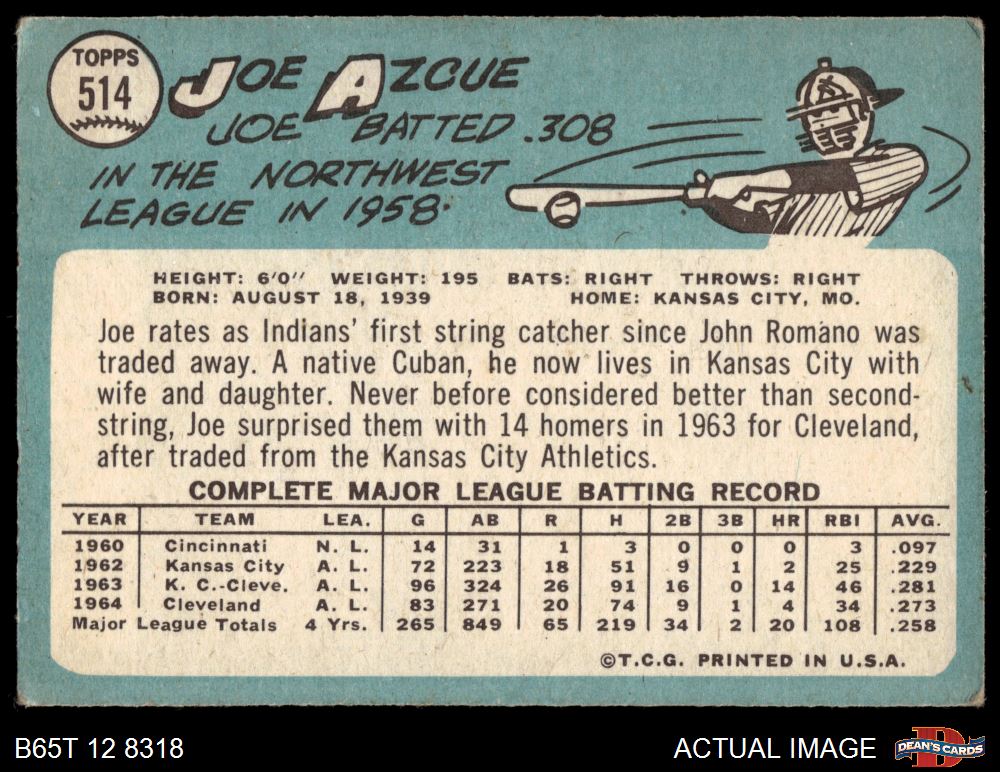 TOPPS
514
JOE AZCUE
JOE BATTED .308
IN THE NORTHWEST
LEAGUE IN 1958.
HEIGHT: 6'0" WEIGHT: 195 BATS: RIGHT THROWS: RIGHT
BORN: AUGUST 18, 1939 HOME: KANSAS CITY, MO.
Joe rates as Indians' first string catcher since John Romano was
traded away. A native Cuban, he now lives in Kansas City with
wife and daughter. Never before considered better than second-
string, Joe surprised them with 14 homers in 1963 for Cleveland,
after traded from the Kansas City Athletics.
COMPLETE MAJOR LEAGUE BATTING RECORD
YEAR TEAM LEA. G AB R H 2B 3B HR RBI AVG.
1960 Cincinnati N. L. 14 31 1 3 0 0 0 3 .097
1962 Kansas City A. L. 72 223 18 51 9 1 2 25 .229
1963 K. C.-Cleve. A. L. 96 324 26 91 16 0 14 46 .281
1964 Cleveland A. L. 83 271 20 74 9 1 4 34 .273
Major League Totals 4 Yrs. 265 849 65 219 34 2 20 108 .258
©T.C.G. PRINTED IN U.S.A.
B65T 12 8318 ACTUAL IMAGE DEAN'S CARDS